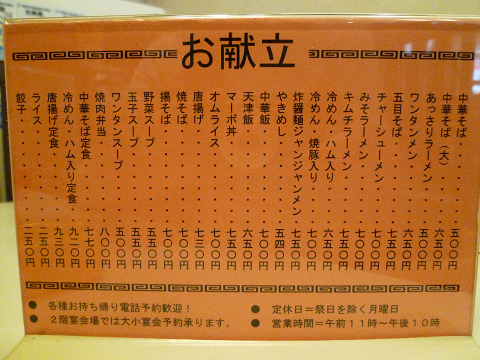 お献立
中華そば・・・・・・・・・五〇〇円
中華そば（大）・・・・・六五〇円
あっさりラーメン・・・・五〇〇円
ワンタンメン・・・・・・六五〇円
五目そば・・・・・・・・七五〇円
チャーシューメン・・・・七五〇円
みそラーメン・・・・・・七〇〇円
キムチラーメン・・・・・七五〇円
冷めん・ハム入り・・・・七〇〇円
冷めん・焼豚入り・・・・七〇〇円
炸醤麺ジャンジャンメン・七五〇円
やきめし・・・・・・・・五五〇円
中華飯・・・・・・・・・七〇〇円
天津飯・・・・・・・・・六五〇円
マーボ丼・・・・・・・・七五〇円
オムライス・・・・・・・七〇〇円
唐揚げ・・・・・・・・・七三〇円
焼そば・・・・・・・・・七〇〇円
揚そば・・・・・・・・・七〇〇円
野菜スープ・・・・・・・五五〇円
玉子スープ・・・・・・・五五〇円
ワンタンスープ・・・・・五〇〇円
焼肉弁当・・・・・・・・八〇〇円
中華そば定食・・・・・・七七〇円
冷めん・ハム入り定食・・九二〇円
唐揚げ定食・・・・・・・九三〇円
ライス・・・・・・・・・二五〇円
餃子・・・・・・・・・・二五〇円
● 各種お持ち帰り電話予約歓迎！
● ２階宴会場では大小宴会予約承ります。
● 定休日＝祭日を除く月曜日
● 営業時間＝午前１１時～午後１０時